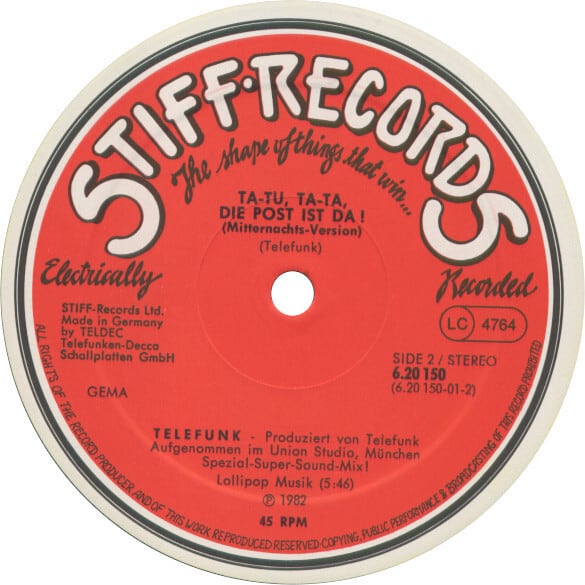 STIFF·RECORDS
The shape of things that win...
TA-TU, TA-TA,
DIE POST IST DA!
(Mitternachts-Version)
(Telefunk)
Electrically
Recorded
STIFF-Records Ltd.
Made in Germany
by TELDEC
Telefunken-Decca
Schallplatten GmbH
GEMA
LC 4764
SIDE 2 / STEREO
6.20 150
(6.20 150-01-2)
TELEFUNK - Produziert von Telefunk
Aufgenommen im Union Studio, München
Spezial-Super-Sound-Mix!
Lollipop Musik (5:46)
℗ 1982
45 RPM
ALL RIGHTS OF THE RECORD PRODUCER AND OF THIS WORK REPRODUCED RESERVED·COPYING, PUBLIC PERFORMANCE & BROADCASTING OF THIS RECORD PROHIBITED